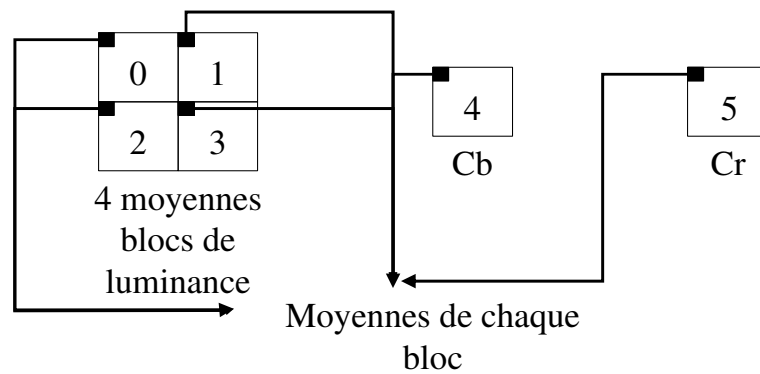 0 1
2 3
4
5
Cb
Cr
4 moyennes
blocs de
luminance
Moyennes de chaque
bloc